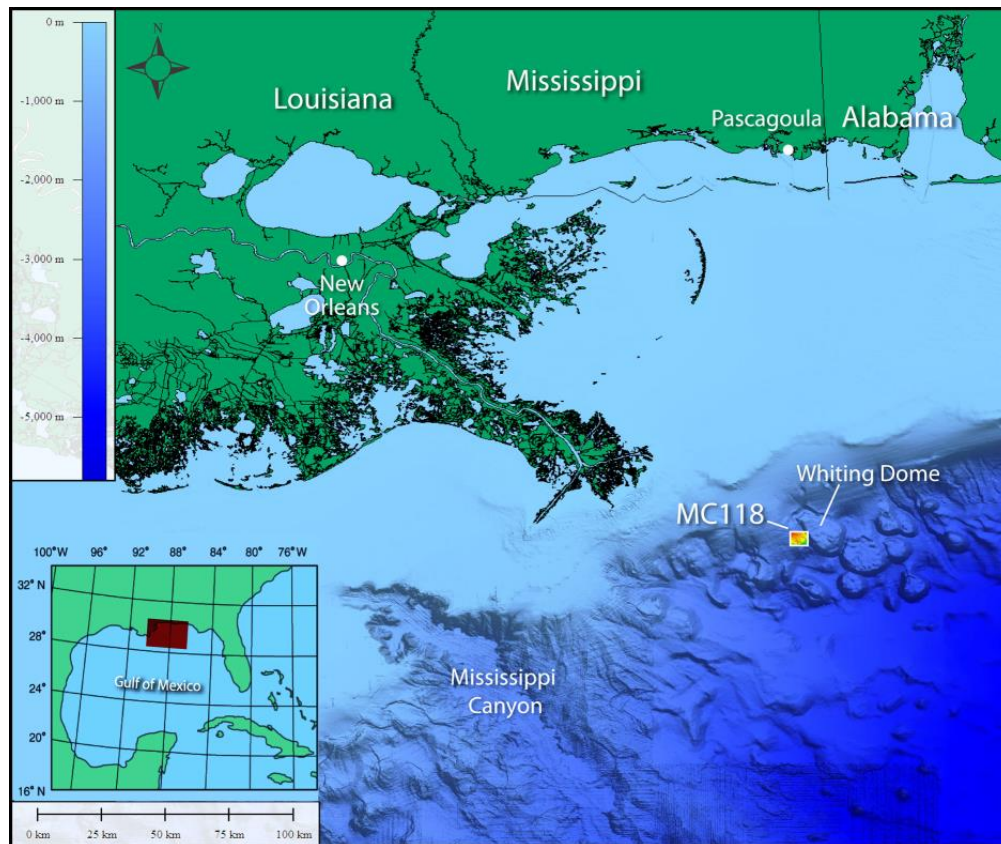 0 m
-1,000 m
-2,000 m
-3,000 m
-4,000 m
-5,000 m
N
Louisiana
Mississippi
Pascagoula
Alabama
New
Orleans
Whiting Dome
MC118
Mississippi
Canyon
100°W 96° 92° 88° 84° 80° 76°W
32°N
28°
24°
20°
16°N
Gulf of Mexico
0 km 25 km 50 km 75 km 100 km